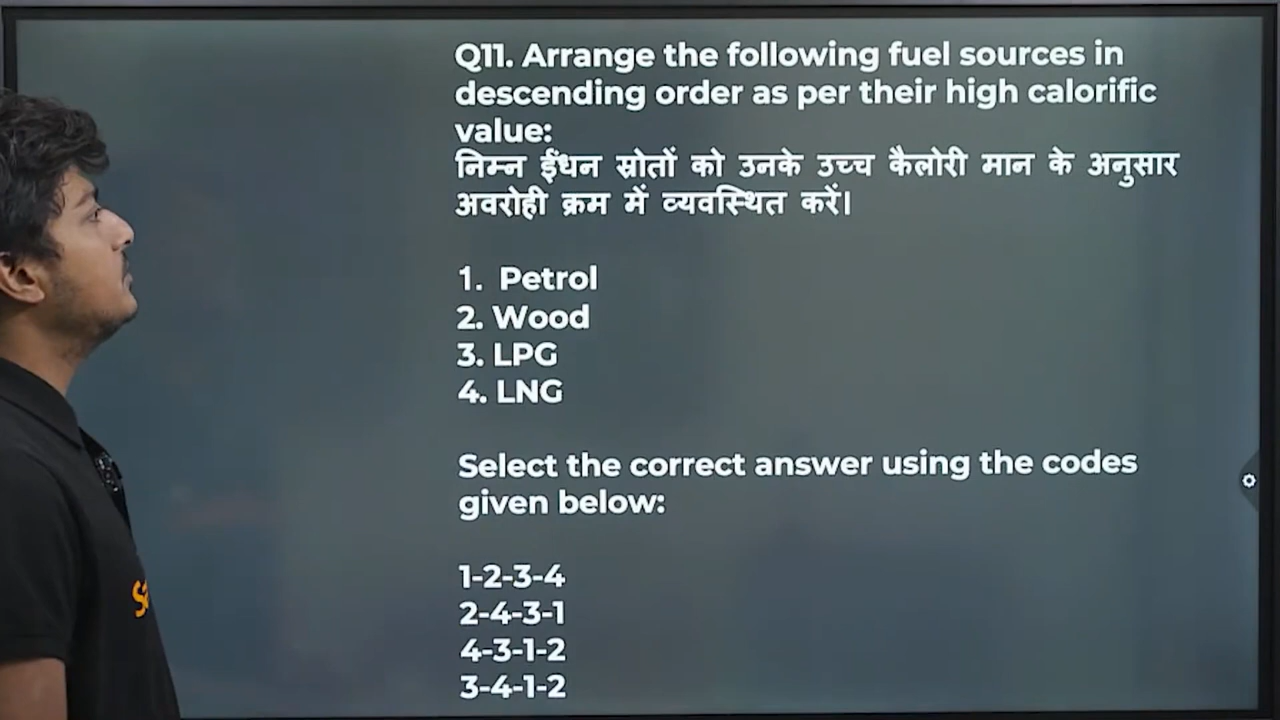 Q11. Arrange the following fuel sources in
descending order as per their high calorific
value:
निम्न ईंधन स्रोतों को उनके उच्च कैलोरी मान के अनुसार
अवरोही क्रम में व्यवस्थित करें।
1. Petrol
2. Wood
3. LPG
4. LNG
Select the correct answer using the codes
given below:
1-2-3-4
2-4-3-1
4-3-1-2
3-4-1-2